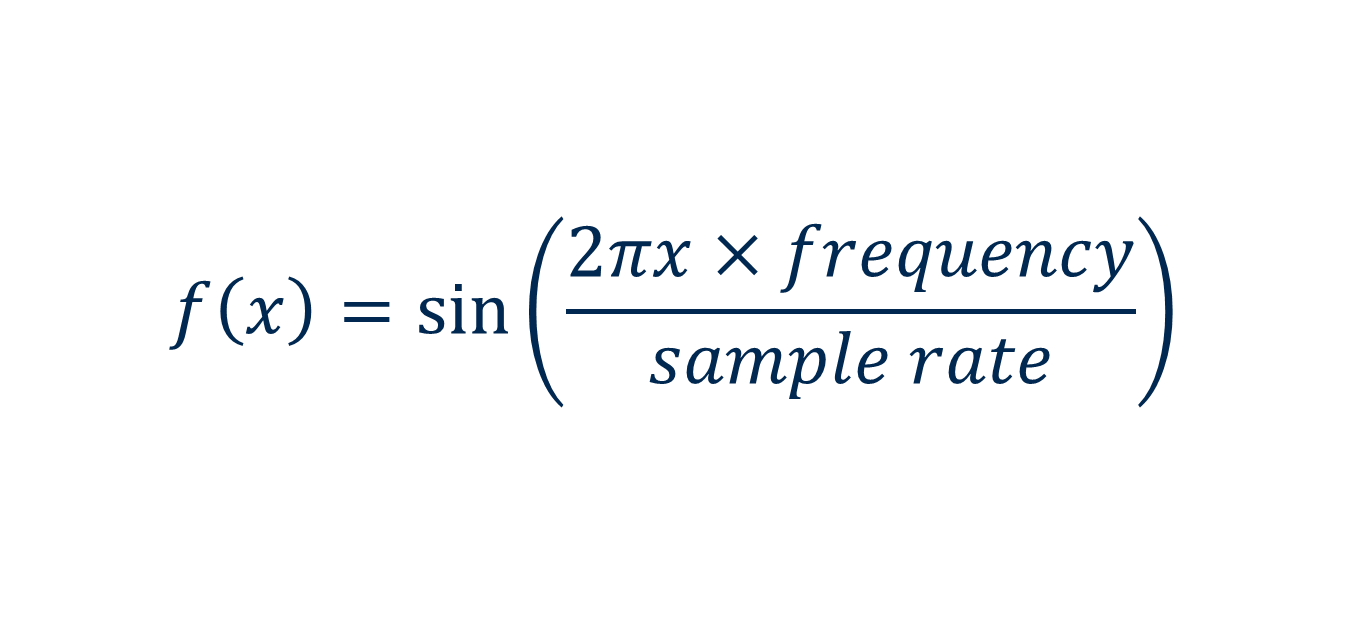 f(x) = sin(2πx × frequency / sample rate)